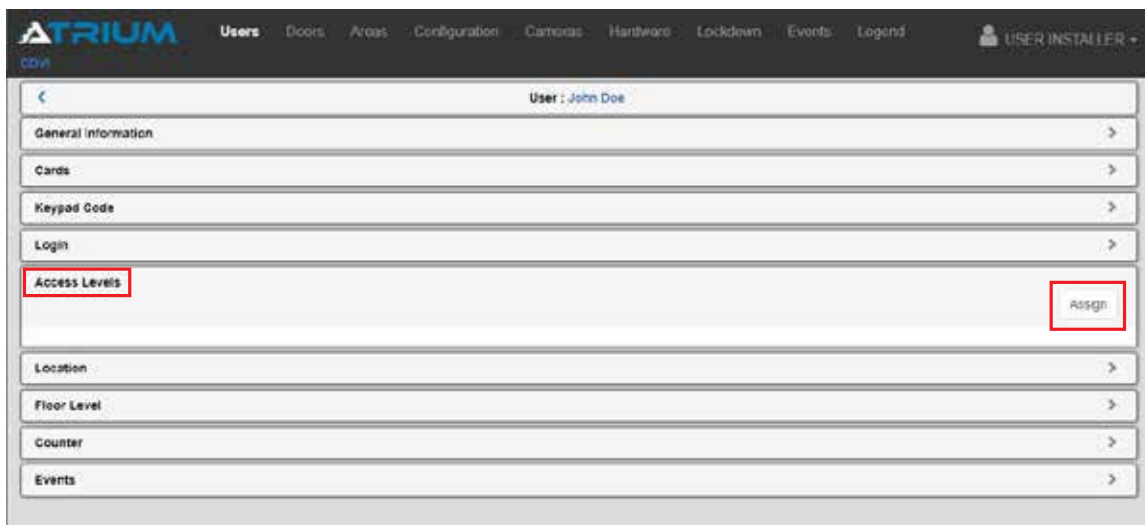 ATRIUM
CDVI
Users Doors Areas Configuration Cameras Hardware Lockdown Events Legend USER INSTALLER
User : John Doe
General Information
Cards
Keypad Code
Login
Access Levels
Assign
Location
Floor Level
Counter
Events